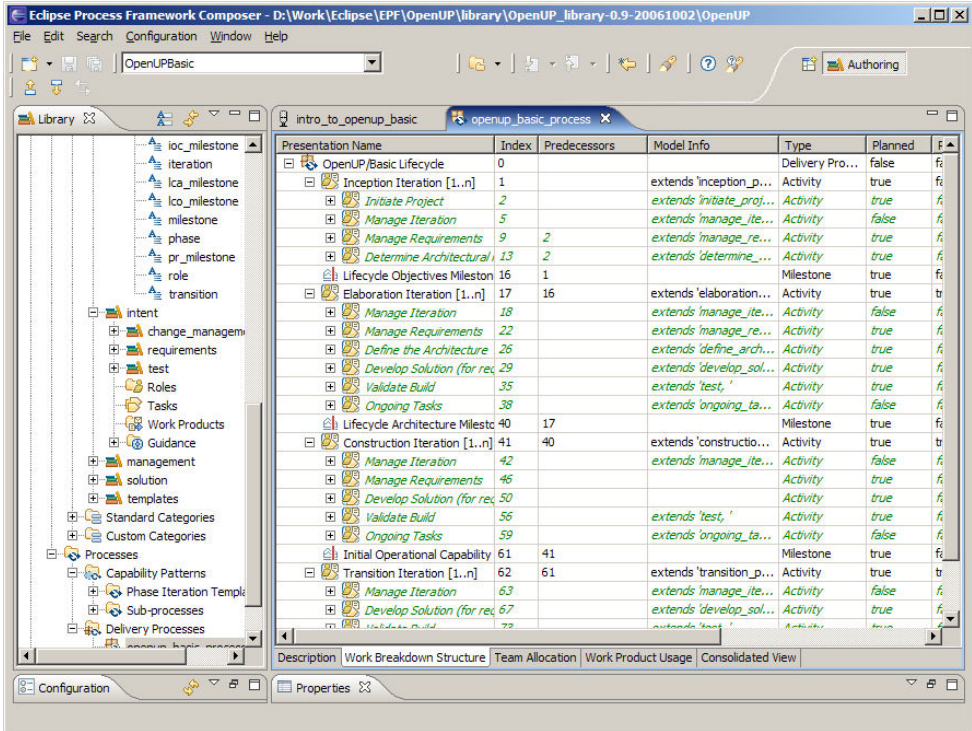 Eclipse Process Framework Composer - D:\Work\Eclipse\EPF\OpenUP\library\OpenUP_library-0.9-20061002\OpenUP
File Edit Search Configuration Window Help
OpenUPBasic
Authoring
Library
ioc_milestone
iteration
lca_milestone
lco_milestone
milestone
phase
pr_milestone
role
transition
intent
change_managem
requirements
test
Roles
Tasks
Work Products
Guidance
management
solution
templates
Standard Categories
Custom Categories
Processes
Capability Patterns
Phase Iteration Templa
Sub-processes
Delivery Processes
openup_basic_process
intro_to_openup_basic openup_basic_process
Presentation Name Index Predecessors Model Info Type Planned
OpenUP/Basic Lifecycle 0 Delivery Pro... false
Inception Iteration [1..n] 1 extends 'inception_p... Activity true
Initiate Project 2 extends 'initiate_proj... Activity true
Manage Iteration 5 extends 'manage_ite... Activity false
Manage Requirements 9 2 extends 'manage_re... Activity true
Determine Architectural 13 2 extends 'determine_... Activity true
Lifecycle Objectives Mileston 16 1 Milestone true
Elaboration Iteration [1..n] 17 16 extends 'elaboration... Activity true
Manage Iteration 18 extends 'manage_ite... Activity false
Manage Requirements 22 extends 'manage_re... Activity true
Define the Architecture 26 extends 'define_arch... Activity true
Develop Solution (for req 29 extends 'develop_sol... Activity true
Validate Build 35 extends 'test, ' Activity true
Ongoing Tasks 38 extends 'ongoing_ta... Activity false
Lifecycle Architecture Milesto 40 17 Milestone true
Construction Iteration [1..n] 41 40 extends 'constructio... Activity true
Manage Iteration 42 extends 'manage_ite... Activity false
Manage Requirements 46 Activity true
Develop Solution (for req 50 Activity true
Validate Build 56 extends 'test, ' Activity true
Ongoing Tasks 59 extends 'ongoing_ta... Activity false
Initial Operational Capability 61 41 Milestone true
Transition Iteration [1..n] 62 61 extends 'transition_p... Activity true
Manage Iteration 63 extends 'manage_ite... Activity false
Develop Solution (for req 67 extends 'develop_sol... Activity true
Validate Build 73 extends 'test, ' Activity true
Description Work Breakdown Structure Team Allocation Work Product Usage Consolidated View
Configuration
Properties